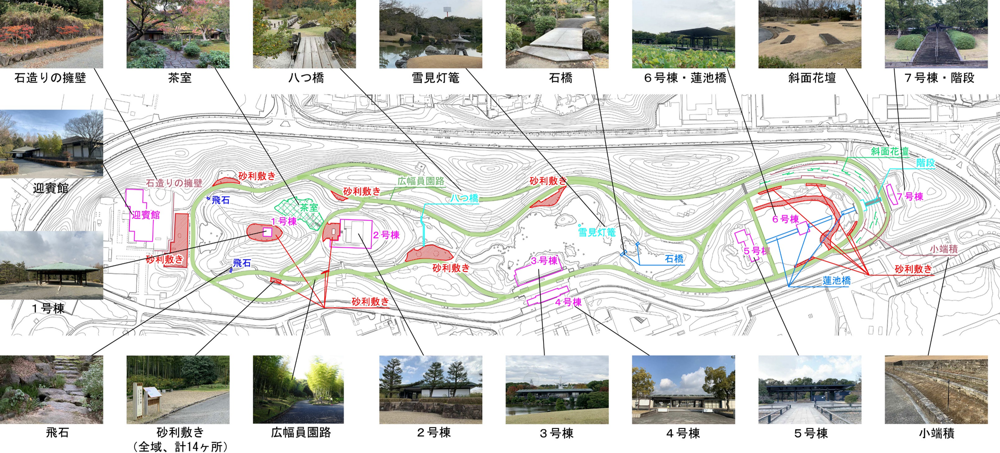 石造りの擁壁
茶室
八つ橋
雪見灯篭
石橋
６号棟・蓮池橋
斜面花壇
７号棟・階段
迎賓館
１号棟
斜面花壇
階段
石造りの擁壁
砂利敷き
広幅員園路
砂利敷き
砂利敷き
飛石
八つ橋
７号棟
茶室
迎賓館
１号棟
６号棟
２号棟
雪見灯篭
５号棟
小端積
砂利敷き
飛石
３号棟
石橋
砂利敷き
砂利敷き
蓮池橋
砂利敷き
４号棟
飛石
砂利敷き
（全域、計14ヶ所）
広幅員園路
２号棟
３号棟
４号棟
５号棟
小端積